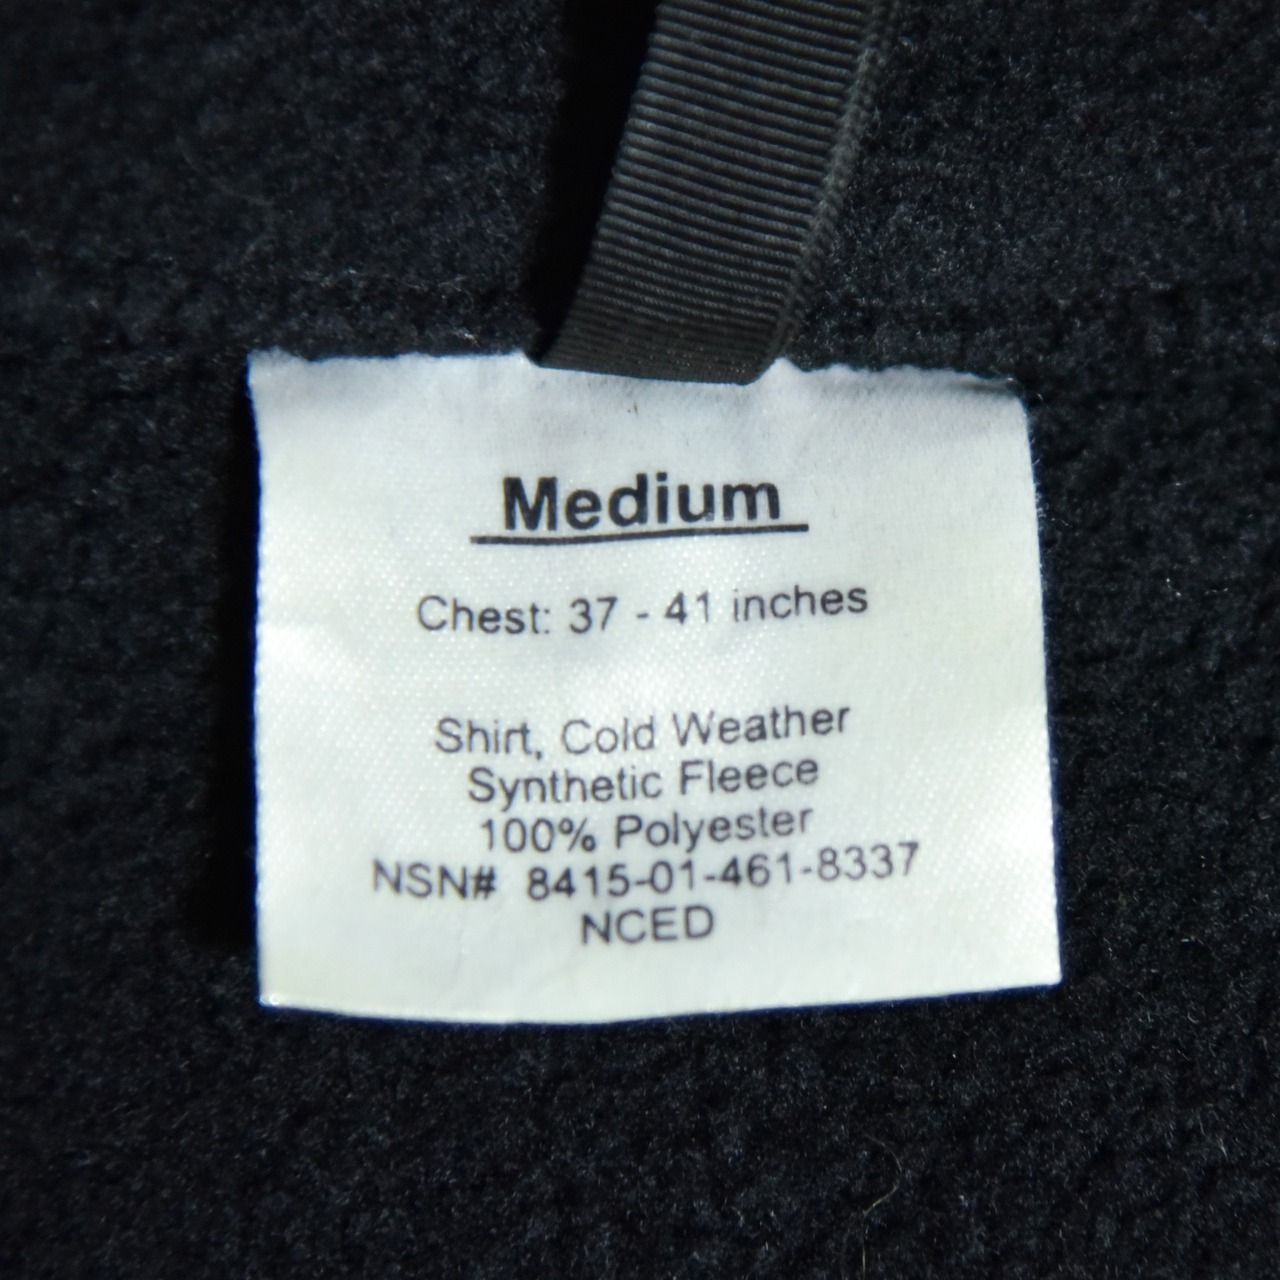 Medium
Chest: 37 - 41 inches
Shirt, Cold Weather
Synthetic Fleece
100% Polyester
NSN# 8415-01-461-8337
NCED